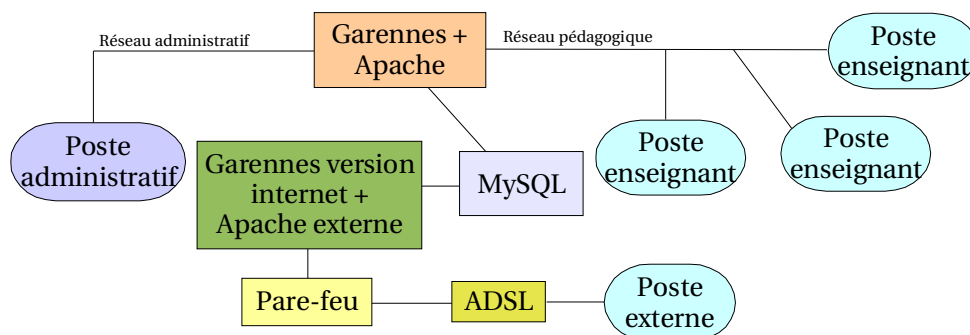 Réseau administratif
Garennes +
Apache
Réseau pédagogique
Poste
enseignant
Poste
administratif
Garennes version
internet +
Apache externe
MySQL
Poste
enseignant
Poste
enseignant
Pare-feu
ADSL
Poste
externe